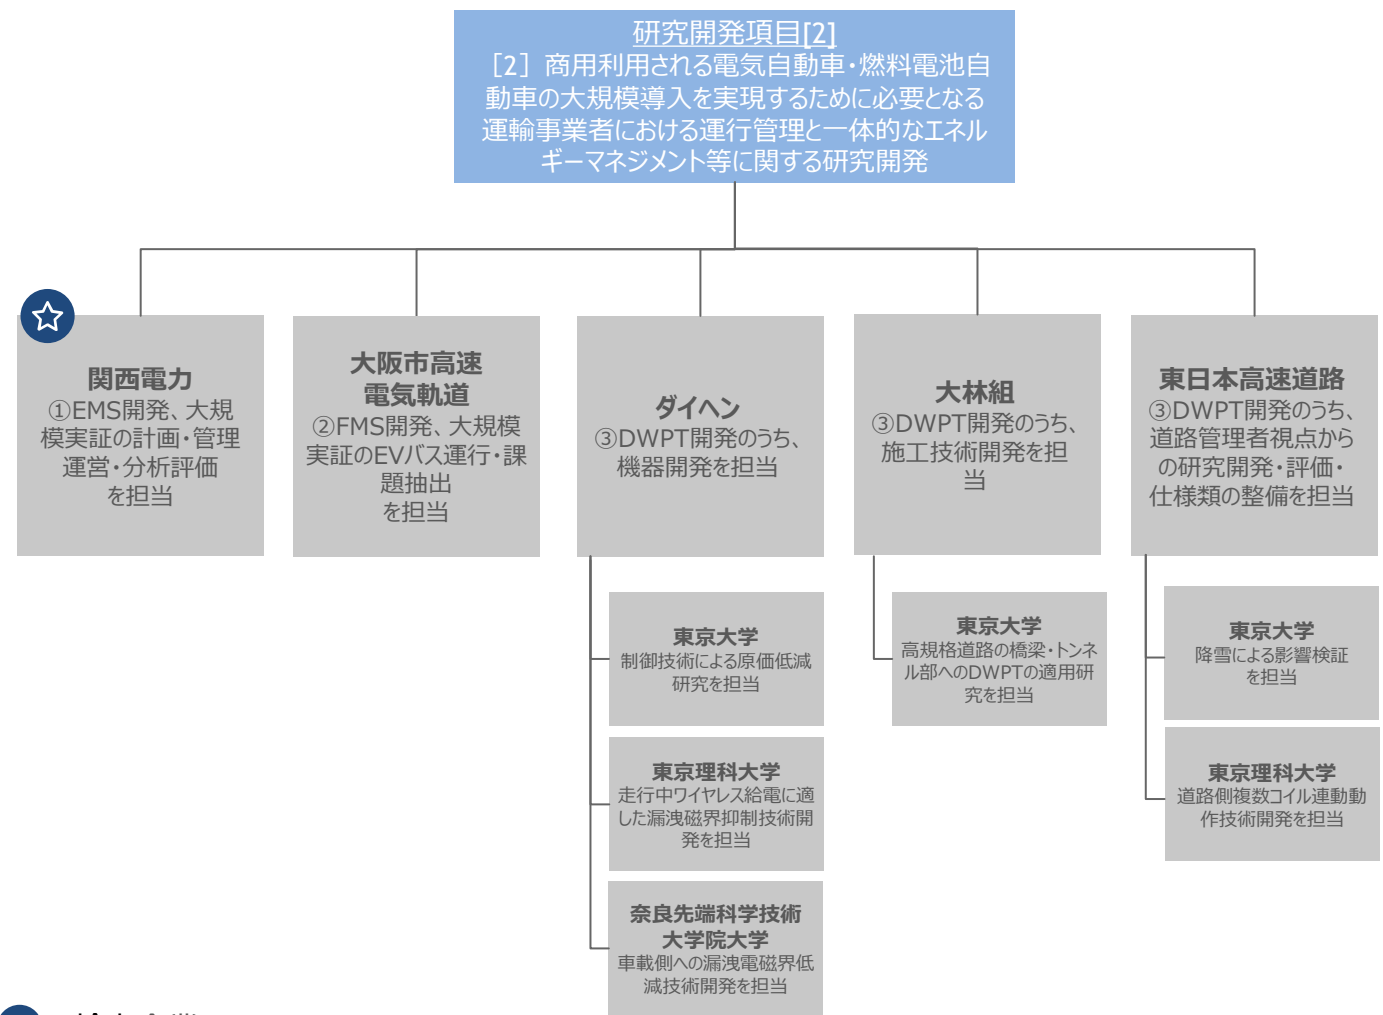 研究開発項目[2]
［2］商用利用される電気自動車・燃料電池自
動車の大規模導入を実現するために必要となる
運輸事業者における運行管理と一体的なエネル
ギーマネジメント等に関する研究開発
関西電力
①EMS開発、大規
模実証の計画・管理
運営・分析評価
を担当
大阪市高速
電気軌道
②FMS開発、大規模
実証のEVバス運行・課
題抽出
を担当
ダイヘン
③DWPT開発のうち、
機器開発を担当
大林組
③DWPT開発のうち、
施工技術開発を担
当
東日本高速道路
③DWPT開発のうち、
道路管理者視点から
の研究開発・評価・
仕様類の整備を担当
東京大学
制御技術による原価低減
研究を担当
東京理科大学
走行中ワイヤレス給電に適
した漏洩磁界抑制技術開
発を担当
奈良先端科学技術
大学院大学
車載側への漏洩電磁界低
減技術開発を担当
東京大学
高規格道路の橋梁・トンネ
ル部へのDWPTの適用研
究を担当
東京大学
降雪による影響検証
を担当
東京理科大学
道路側複数コイル連動動
作技術開発を担当